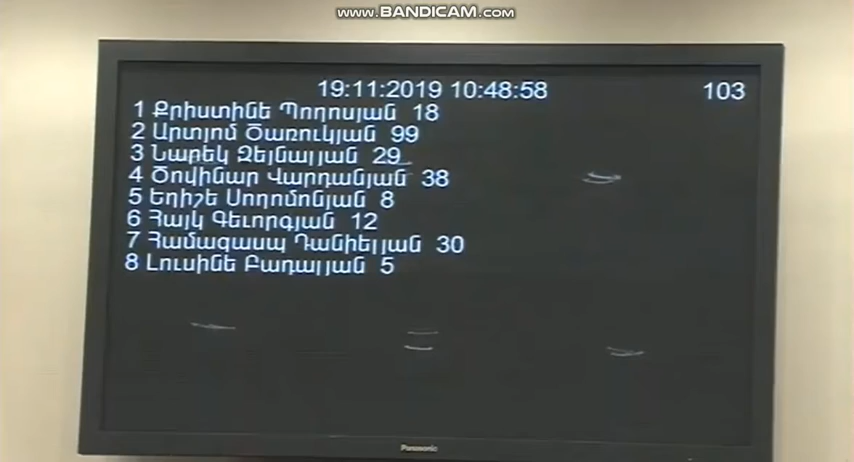 www.BANDICAM.com
19:11:2019 10:48:58 103
1 Քրիստինե Պողոսյան 18
2 Արտյոմ Ծառուկյան 99
3 Նարեկ Զեյնալյան 29
4 Ծովինար Վարդանյան 38
5 Եղիշե Սողոմոնյան 8
6 Հայկ Գեւորգյան 12
7 Համազասպ Դանիելյան 30
8 Լուսինե Բադալյան 5
Panasonic